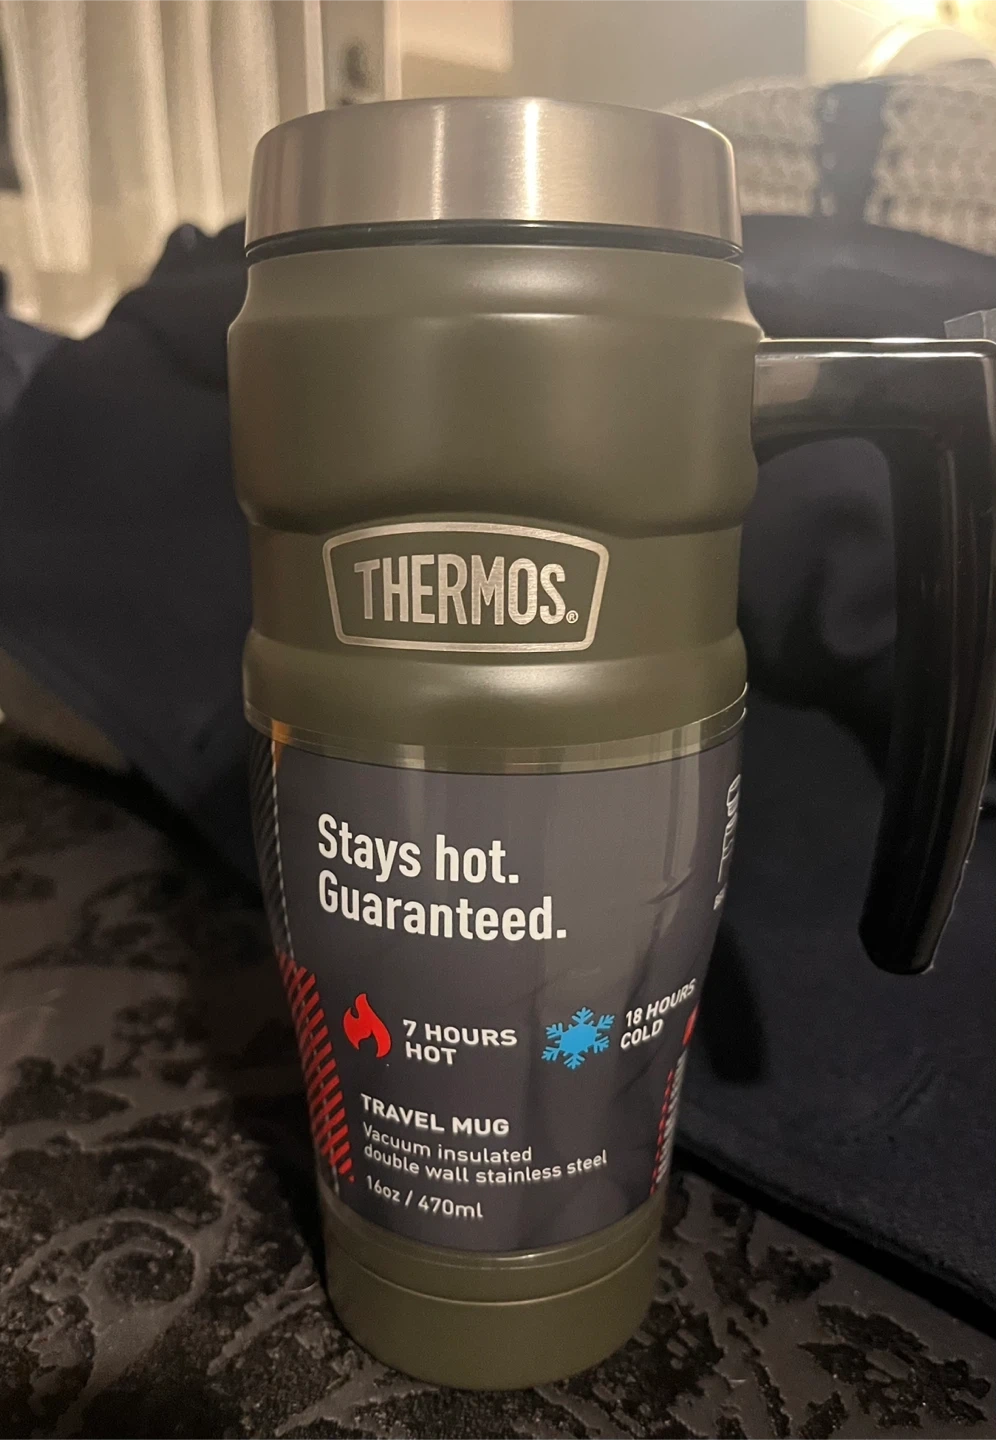 THERMOS®
Stays hot.
Guaranteed.
7 HOURS
HOT
18 HOURS
COLD
TRAVEL MUG
Vacuum insulated
double wall stainless steel
16oz / 470ml